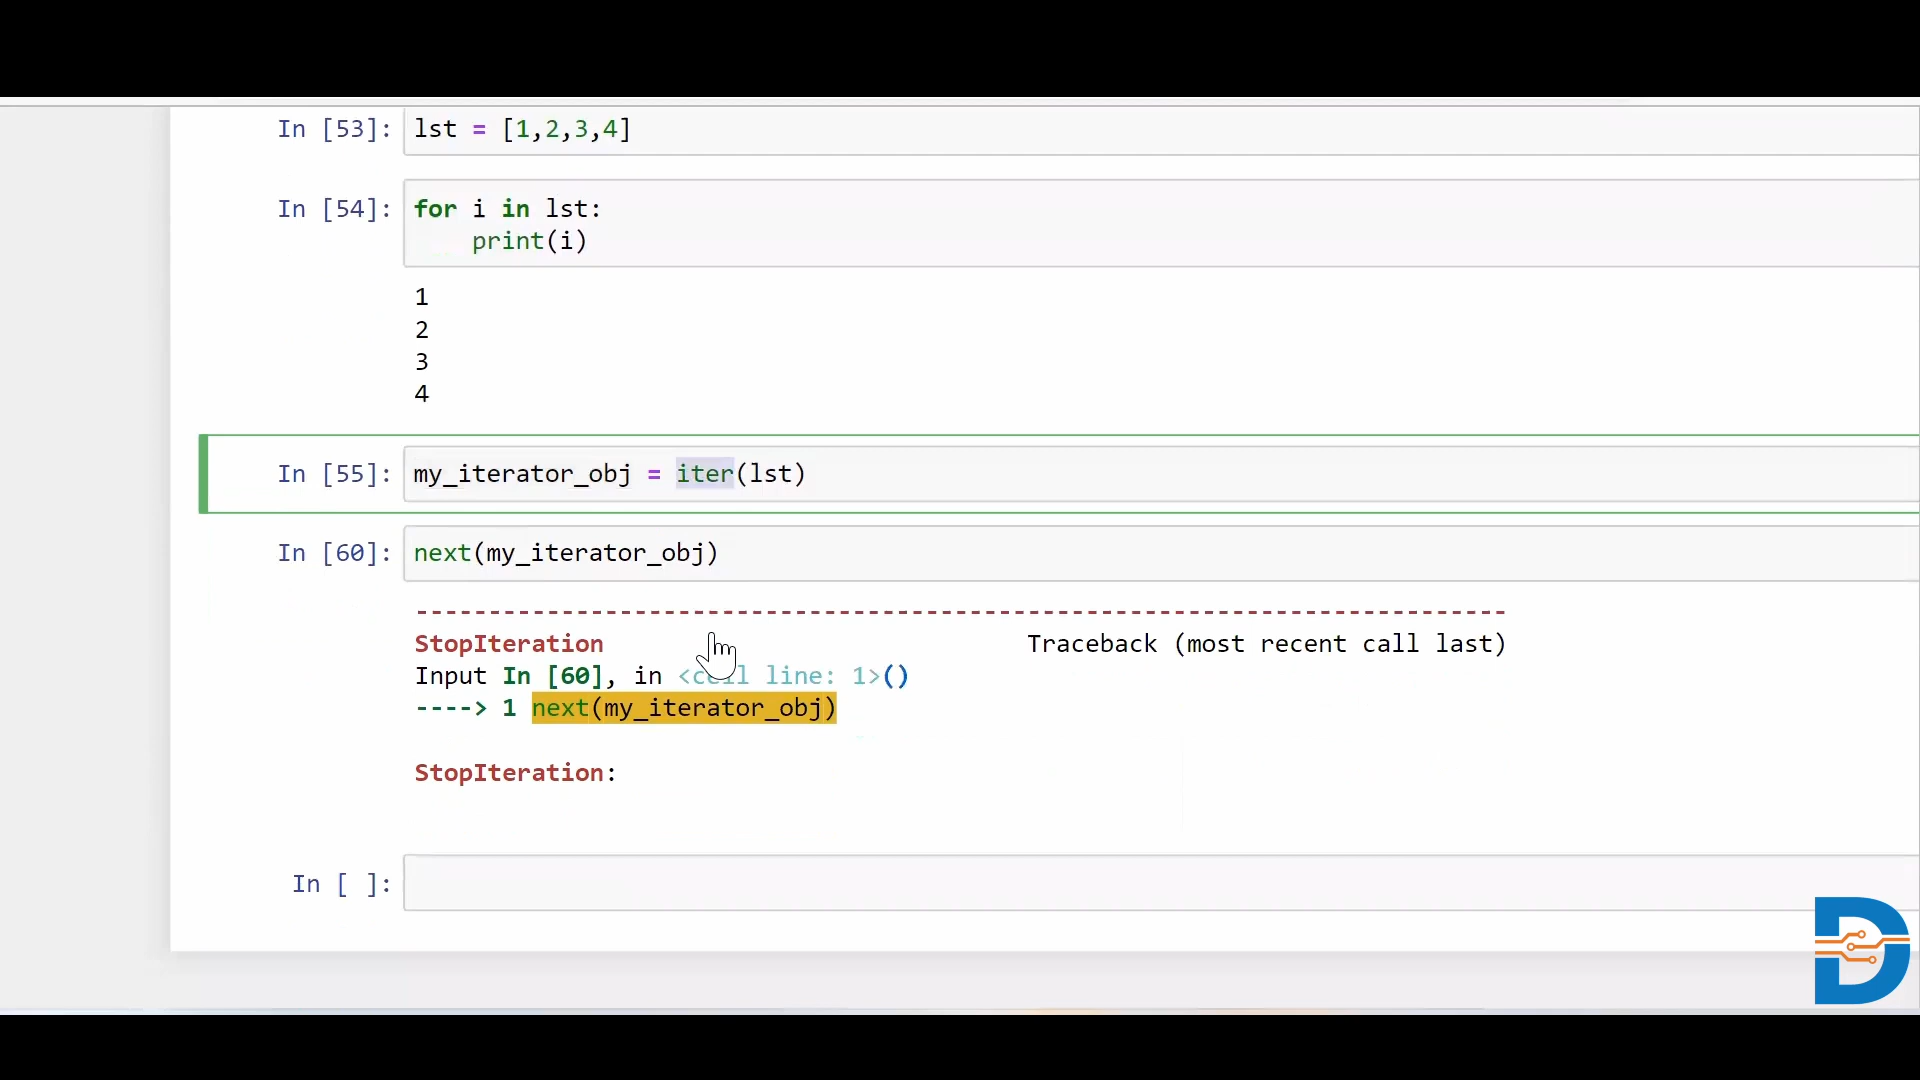 In [53]: lst = [1,2,3,4]
In [54]: for i in lst:
    print(i)
1
2
3
4
In [55]: my_iterator_obj = iter(lst)
In [60]: next(my_iterator_obj)
---------------------------------------------------------------------------
StopIteration                             Traceback (most recent call last)
Input In [60], in <cell line: 1>()
----> 1 next(my_iterator_obj)
StopIteration:
In [ ]:
D